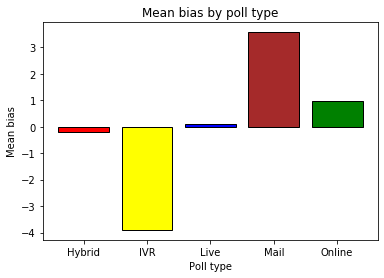 Mean bias by poll type
Mean bias
3
2
1
0
−1
−2
−3
−4
Hybrid IVR Live Mail Online
Poll type